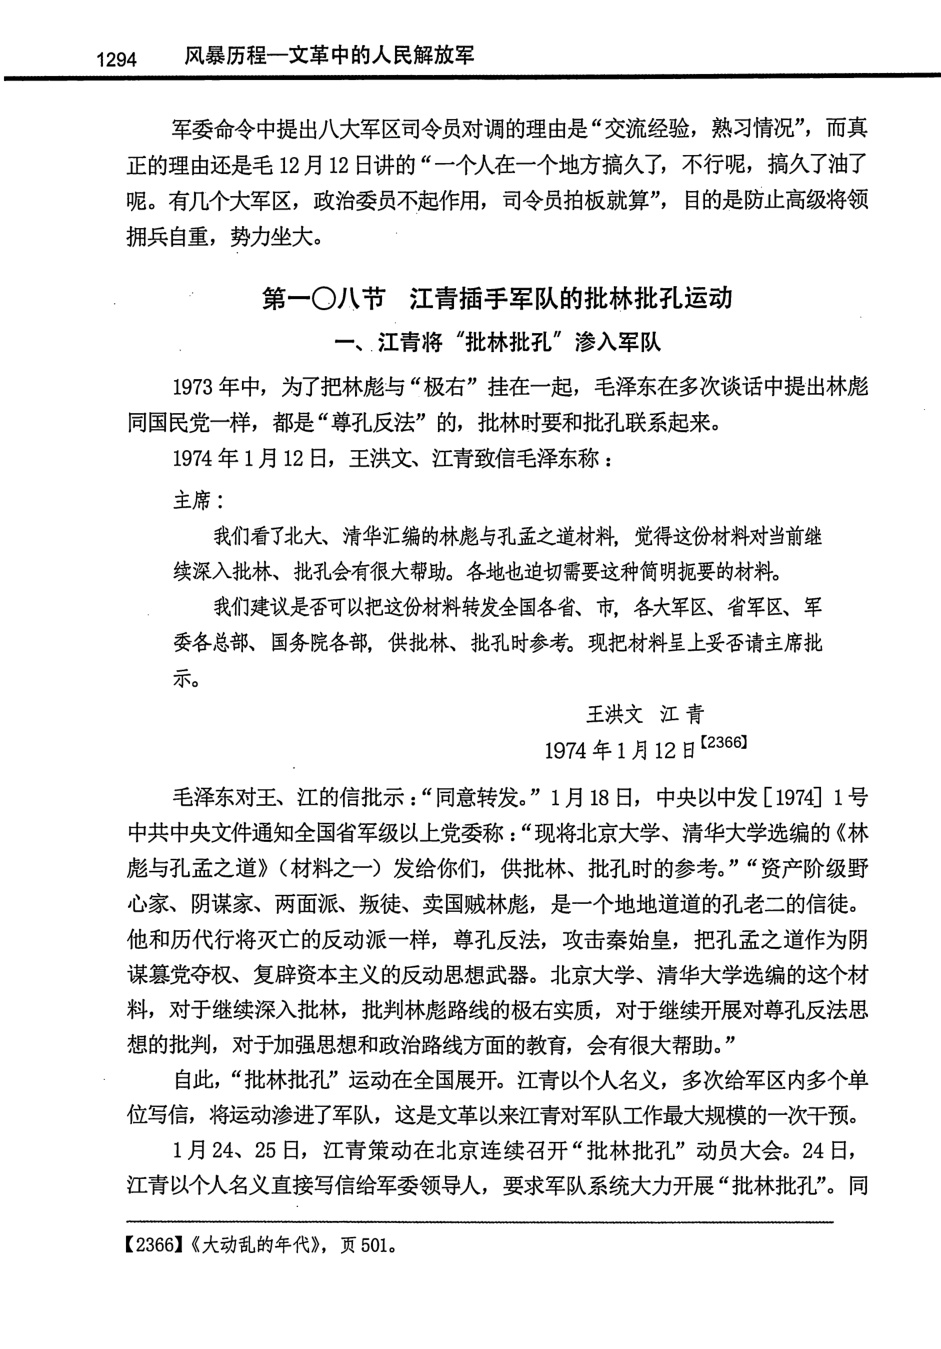 1294 风暴历程—文革中的人民解放军
军委命令中提出八大军区司令员对调的理由是“交流经验，熟习情况”，而真
正的理由还是毛 12 月 12 日讲的“一个人在一个地方搞久了，不行呢，搞久了油了
呢。有几个大军区，政治委员不起作用，司令员拍板就算”，目的是防止高级将领
拥兵自重，势力坐大。
第一〇八节 江青插手军队的批林批孔运动
一、江青将“批林批孔”渗入军队
1973 年中，为了把林彪与“极右”挂在一起，毛泽东在多次谈话中提出林彪
同国民党一样，都是“尊孔反法”的，批林时要和批孔联系起来。
1974 年 1 月 12 日，王洪文、江青致信毛泽东称：
主席：
我们看了北大、清华汇编的林彪与孔孟之道材料，觉得这份材料对当前继
续深入批林、批孔会有很大帮助。各地也迫切需要这种简明扼要的材料。
我们建议是否可以把这份材料转发全国各省、市，各大军区、省军区、军
委各总部、国务院各部，供批林、批孔时参考。现把材料呈上妥否请主席批
示。
王洪文 江 青
1974 年 1 月 12 日【2366】
毛泽东对王、江的信批示：“同意转发。”1 月 18 日，中央以中发［1974］1 号
中共中央文件通知全国省军级以上党委称：“现将北京大学、清华大学选编的《林
彪与孔孟之道》（材料之一）发给你们，供批林、批孔时的参考。”“资产阶级野
心家、阴谋家、两面派、叛徒、卖国贼林彪，是一个地地道道的孔老二的信徒。
他和历代行将灭亡的反动派一样，尊孔反法，攻击秦始皇，把孔孟之道作为阴
谋篡党夺权、复辟资本主义的反动思想武器。北京大学、清华大学选编的这个材
料，对于继续深入批林，批判林彪路线的极右实质，对于继续开展对尊孔反法思
想的批判，对于加强思想和政治路线方面的教育，会有很大帮助。”
自此，“批林批孔”运动在全国展开。江青以个人名义，多次给军区内多个单
位写信，将运动渗进了军队，这是文革以来江青对军队工作最大规模的一次干预。
1 月 24、25 日，江青策动在北京连续召开“批林批孔”动员大会。24 日，
江青以个人名义直接写信给军委领导人，要求军队系统大力开展“批林批孔”。同
【2366】《大动乱的年代》，页 501。